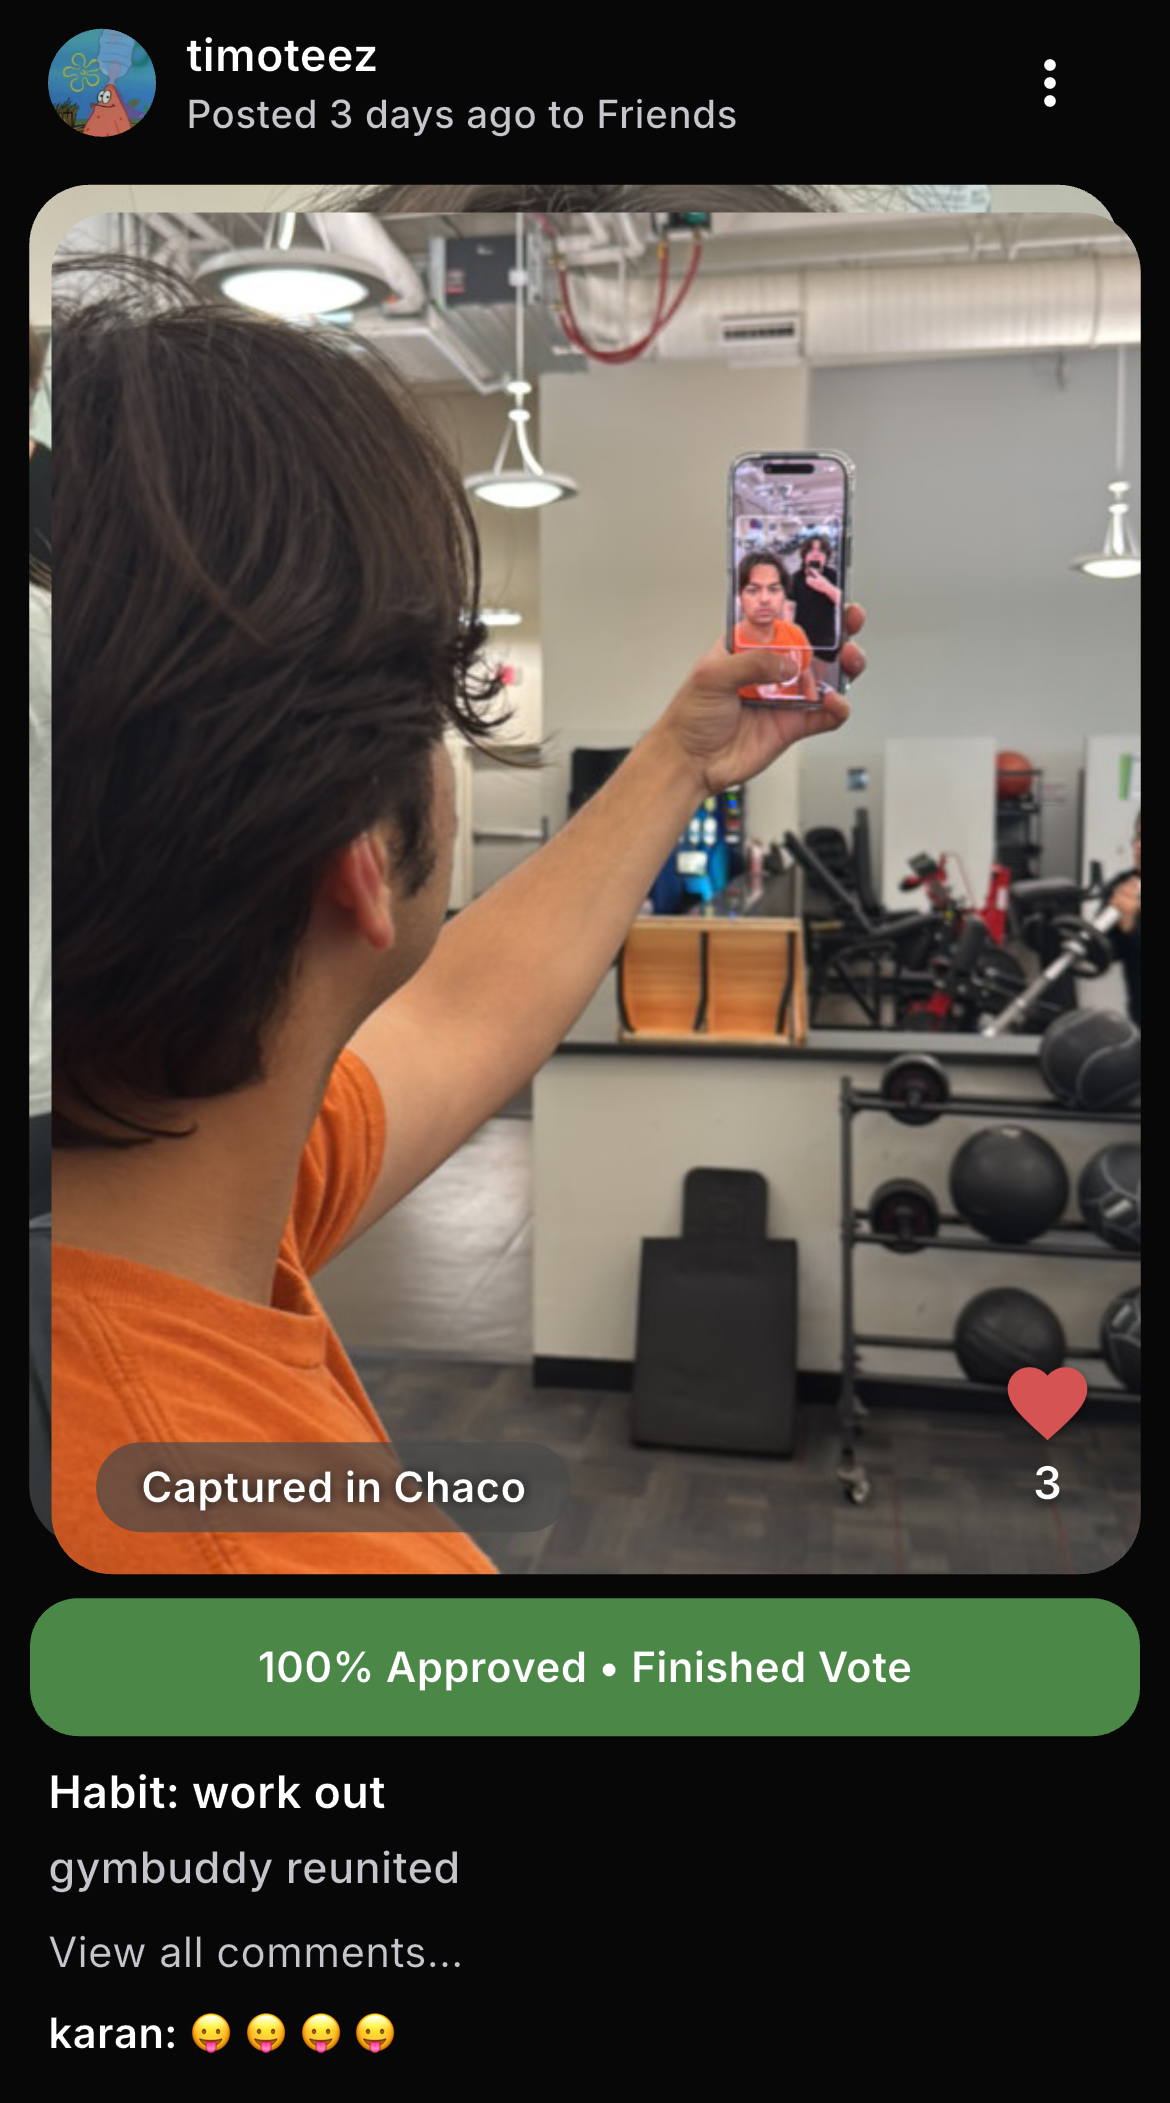 timoteez
Posted 3 days ago to Friends
Captured in Chaco
3
100% Approved • Finished Vote
Habit: work out
gymbuddy reunited
View all comments...
karan: 😛 😛 😛 😛